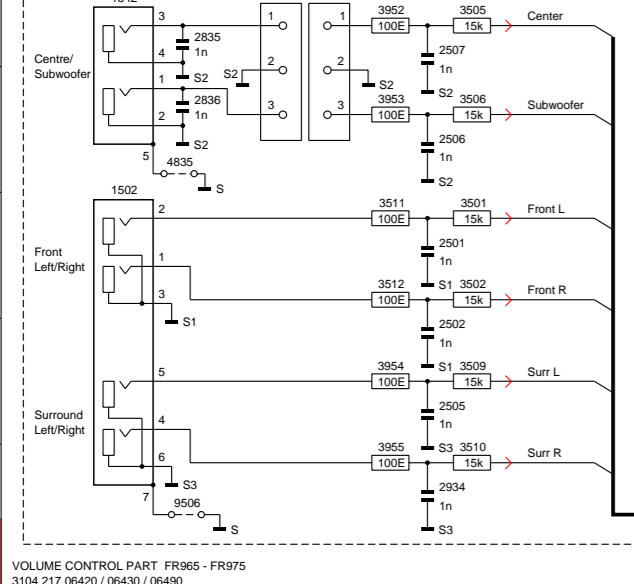 3952
3505
Center
3
2835
1n
1
1
100E
15k
Centre/
Subwoofer
4
S2
S2
2
2
S2
2507
1n
S2
1
2836
1n
3
3
3953
100E
3506
15k
Subwoofer
2
S2
2506
1n
S2
5
4835
S
1502
2
3511
100E
3501
15k
Front L
Front
Left/Right
1
2501
1n
S1
3
S1
3512
100E
3502
15k
Front R
2502
1n
S1
5
3954
100E
3509
15k
Surr L
Surround
Left/Right
4
2505
1n
S3
6
S3
3955
100E
3510
15k
Surr R
7
9506
S
2934
1n
S3
VOLUME CONTROL PART FR965 - FR975
3104 217 06420 / 06430 / 06490